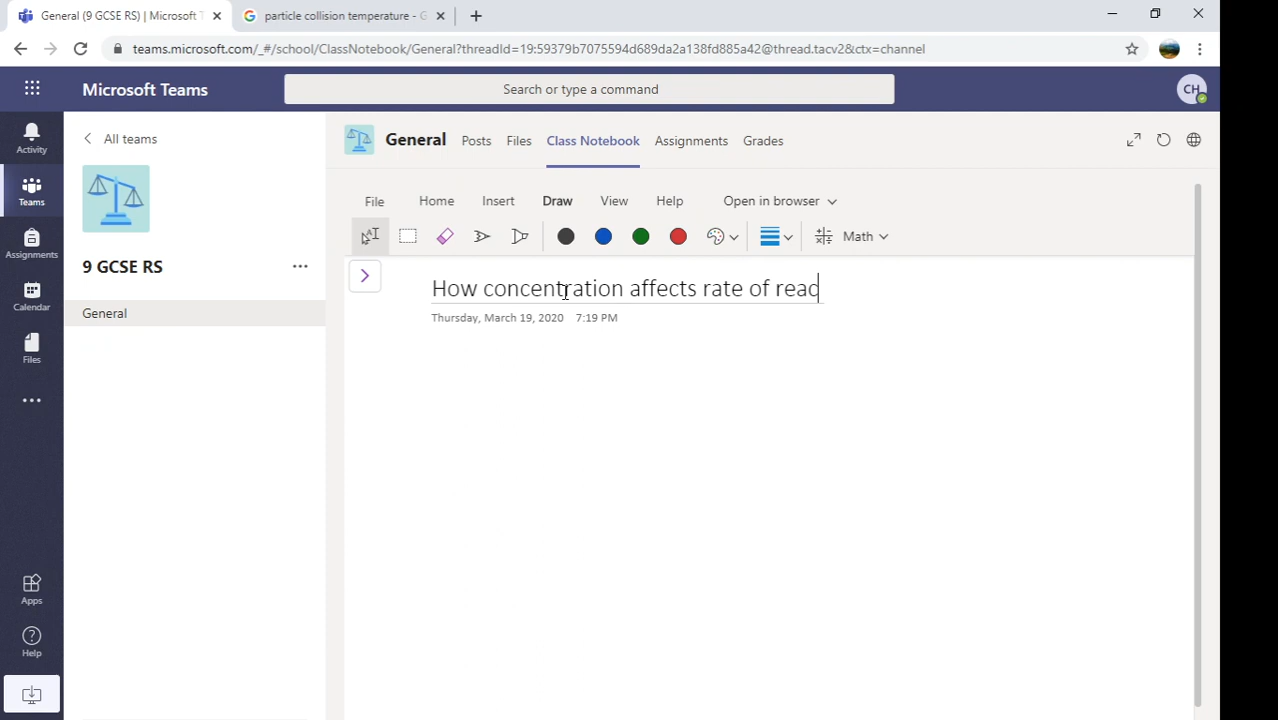 General (9 GCSE RS) | Microsoft T
particle collision temperature - G
teams.microsoft.com/_#/school/ClassNotebook/General?threadId=19:59379b7075594d689da2a138fd885a42@thread.tacv2&ctx=channel
Microsoft Teams
Search or type a command
CH
Activity
Teams
Assignments
Calendar
Files
Apps
Help
All teams
9 GCSE RS
General
General Posts Files Class Notebook Assignments Grades
File Home Insert Draw View Help Open in browser
Math
How concentration affects rate of reac
Thursday, March 19, 2020 7:19 PM